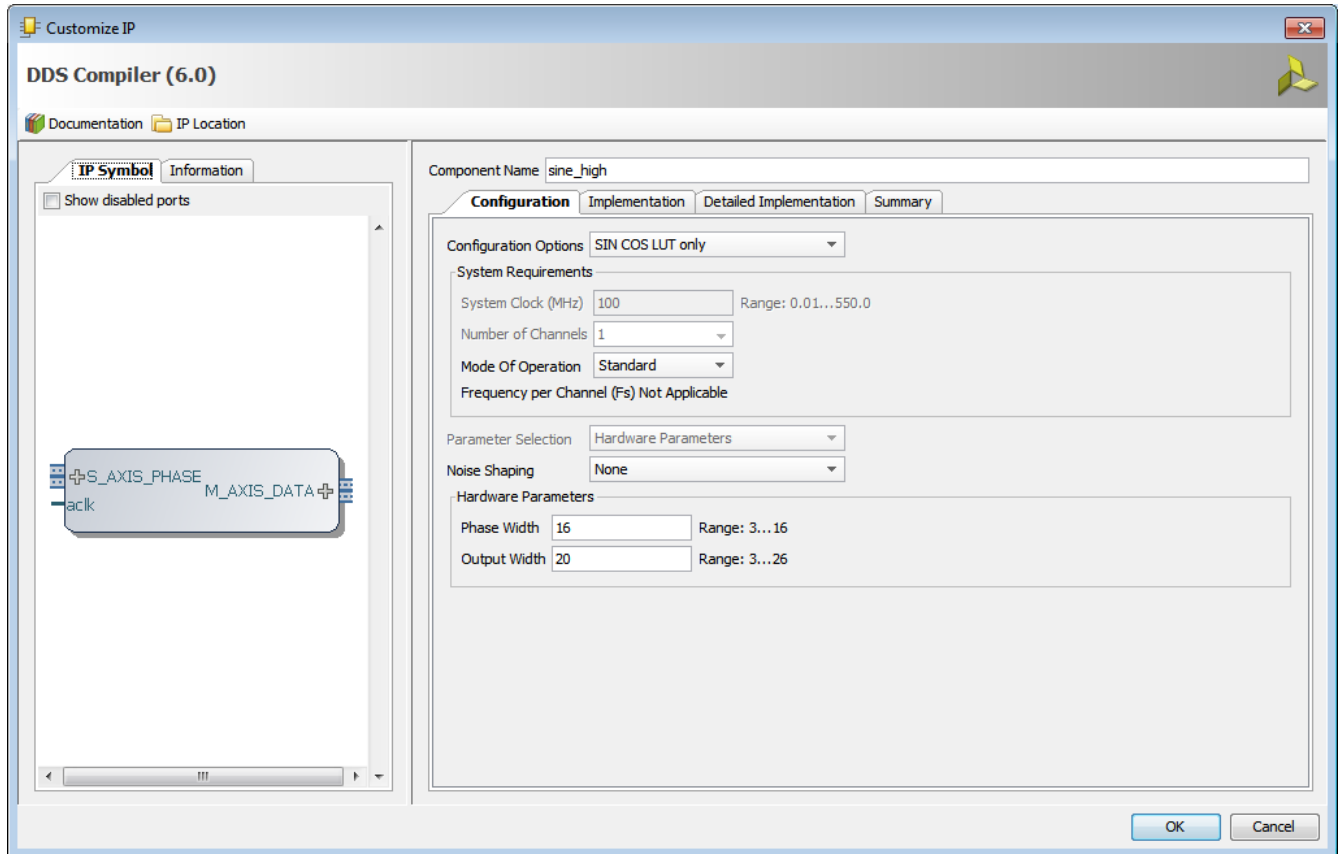 Customize IP
DDS Compiler (6.0)
Documentation IP Location
IP Symbol Information
Show disabled ports
S_AXIS_PHASE
M_AXIS_DATA
aclk
Component Name sine_high
Configuration Implementation Detailed Implementation Summary
Configuration Options SIN COS LUT only
System Requirements
System Clock (MHz) 100 Range: 0.01...550.0
Number of Channels 1
Mode Of Operation Standard
Frequency per Channel (Fs) Not Applicable
Parameter Selection Hardware Parameters
Noise Shaping None
Hardware Parameters
Phase Width 16 Range: 3...16
Output Width 20 Range: 3...26
OK Cancel